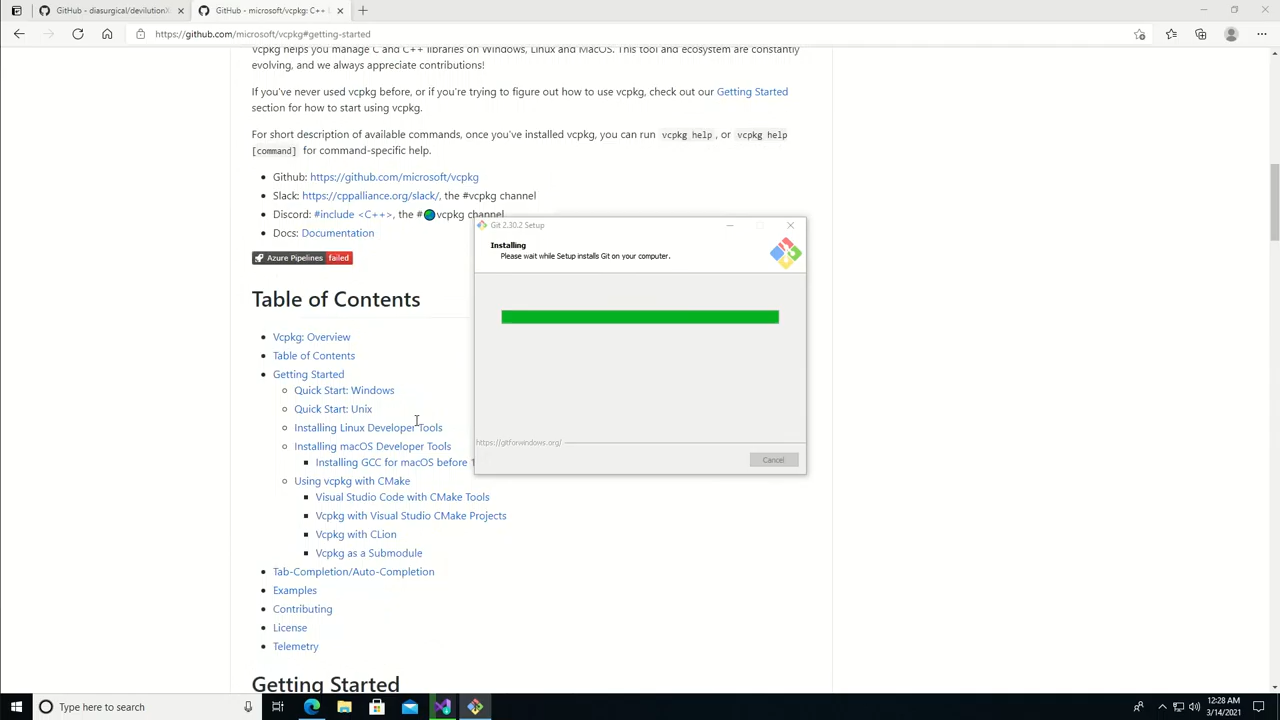 GitHub - diasurgical/devilutionX:
GitHub - microsoft/vcpkg: C++ L
https://github.com/microsoft/vcpkg#getting-started
Vcpkg helps you manage C and C++ libraries on Windows, Linux and MacOS. This tool and ecosystem are constantly
evolving, and we always appreciate contributions!
If you've never used vcpkg before, or if you're trying to figure out how to use vcpkg, check out our Getting Started
section for how to start using vcpkg.
For short description of available commands, once you've installed vcpkg, you can run vcpkg help , or vcpkg help
[command] for command-specific help.
Github: https://github.com/microsoft/vcpkg
Slack: https://cppalliance.org/slack/, the #vcpkg channel
Discord: #include <C++>, the #🌏vcpkg channel
Docs: Documentation
Azure Pipelines failed
Git 2.30.2 Setup
Installing
Please wait while Setup installs Git on your computer.
https://gitforwindows.org/
Cancel
Table of Contents
Vcpkg: Overview
Table of Contents
Getting Started
Quick Start: Windows
Quick Start: Unix
Installing Linux Developer Tools
Installing macOS Developer Tools
Installing GCC for macOS before 1
Using vcpkg with CMake
Visual Studio Code with CMake Tools
Vcpkg with Visual Studio CMake Projects
Vcpkg with CLion
Vcpkg as a Submodule
Tab-Completion/Auto-Completion
Examples
Contributing
License
Telemetry
Getting Started
Type here to search
12:28 AM
3/14/2021